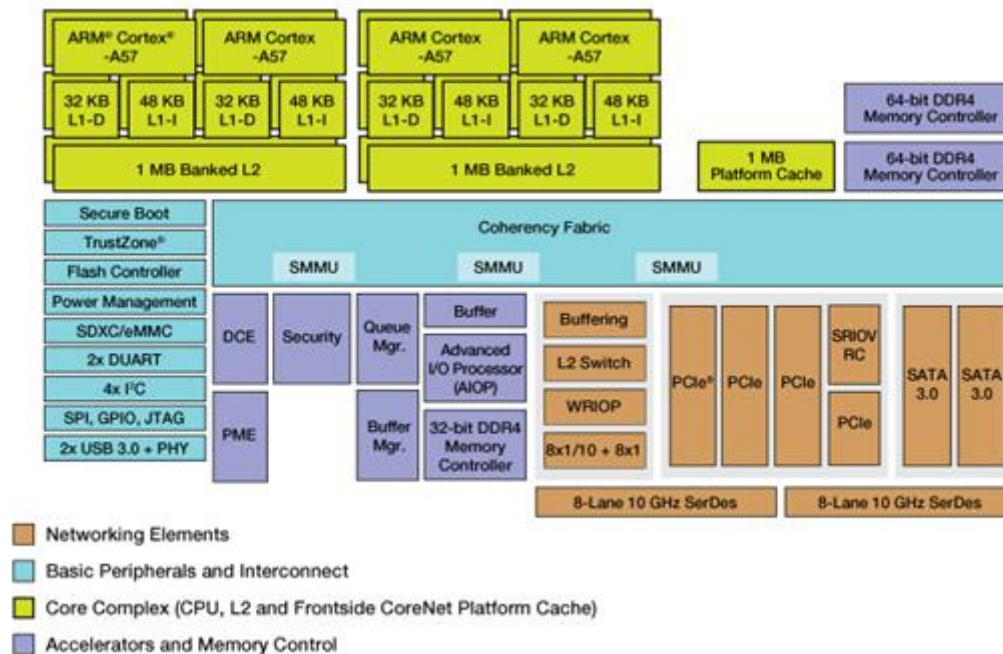 ARM® Cortex®
-A57
ARM Cortex
-A57
ARM Cortex
-A57
ARM Cortex
-A57
32 KB
L1-D
48 KB
L1-I
32 KB
L1-D
48 KB
L1-I
32 KB
L1-D
48 KB
L1-I
32 KB
L1-D
48 KB
L1-I
1 MB Banked L2
1 MB Banked L2
1 MB
Platform Cache
64-bit DDR4
Memory Controller
64-bit DDR4
Memory Controller
Secure Boot
TrustZone®
Flash Controller
Power Management
SDXC/eMMC
2x DUART
4x I²C
SPI, GPIO, JTAG
2x USB 3.0 + PHY
Coherency Fabric
SMMU
SMMU
SMMU
DCE
PME
Security
Queue
Mgr.
Buffer
Mgr.
Buffer
Advanced
I/O Processor
(AIOP)
32-bit DDR4
Memory
Controller
Buffering
L2 Switch
WRIOP
8x1/10 + 8x1
PCIe®
PCIe
PCIe
SRIOV
RC
PCIe
SATA
3.0
SATA
3.0
8-Lane 10 GHz SerDes
8-Lane 10 GHz SerDes
Networking Elements
Basic Peripherals and Interconnect
Core Complex (CPU, L2 and Frontside CoreNet Platform Cache)
Accelerators and Memory Control